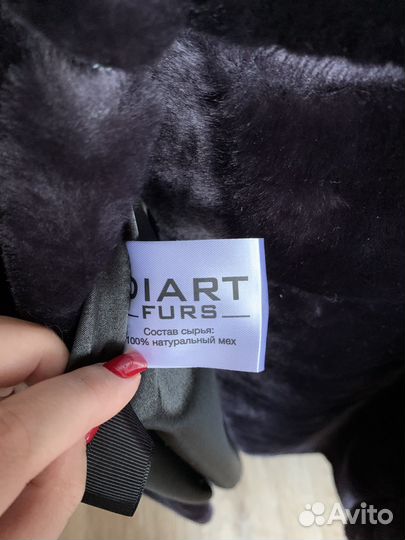 DIART
FURS
Состав сырья:
100% натуральный мех
Avito